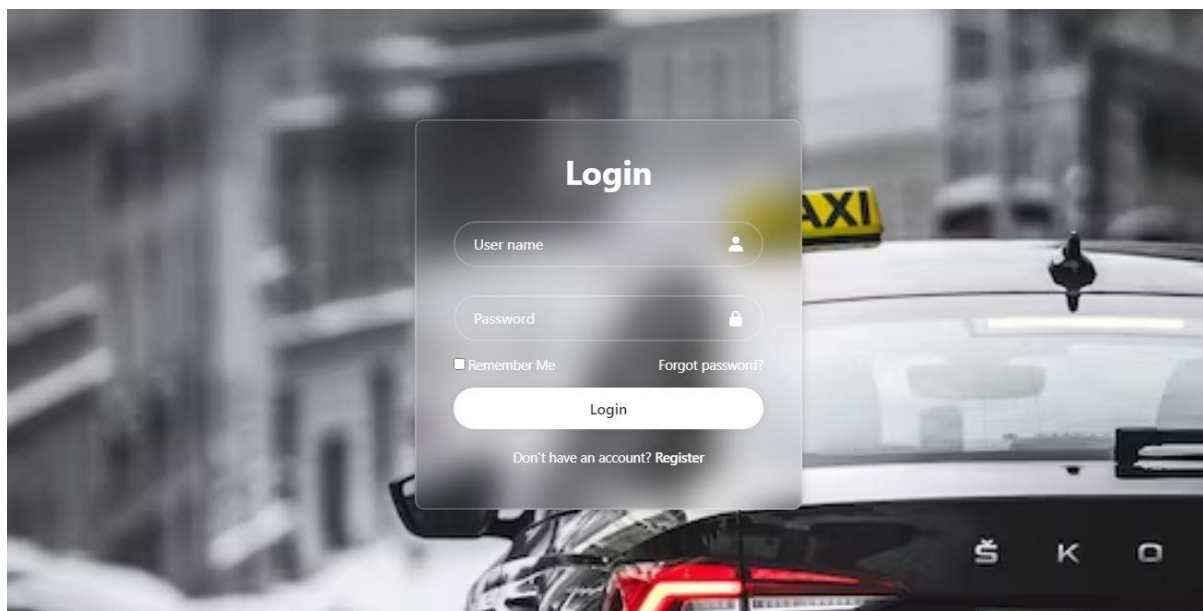 Login
AXI
User name
Password
Remember Me Forgot password?
Login
Don't have an account? Register
Š K O